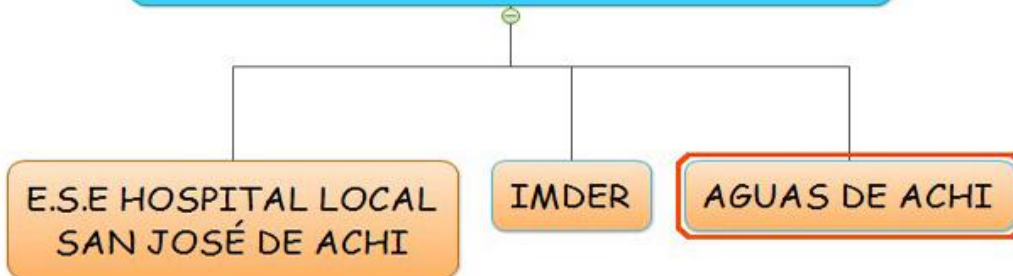 E.S.E HOSPITAL LOCAL
SAN JOSÉ DE ACHI
IMDER
AGUAS DE ACHI